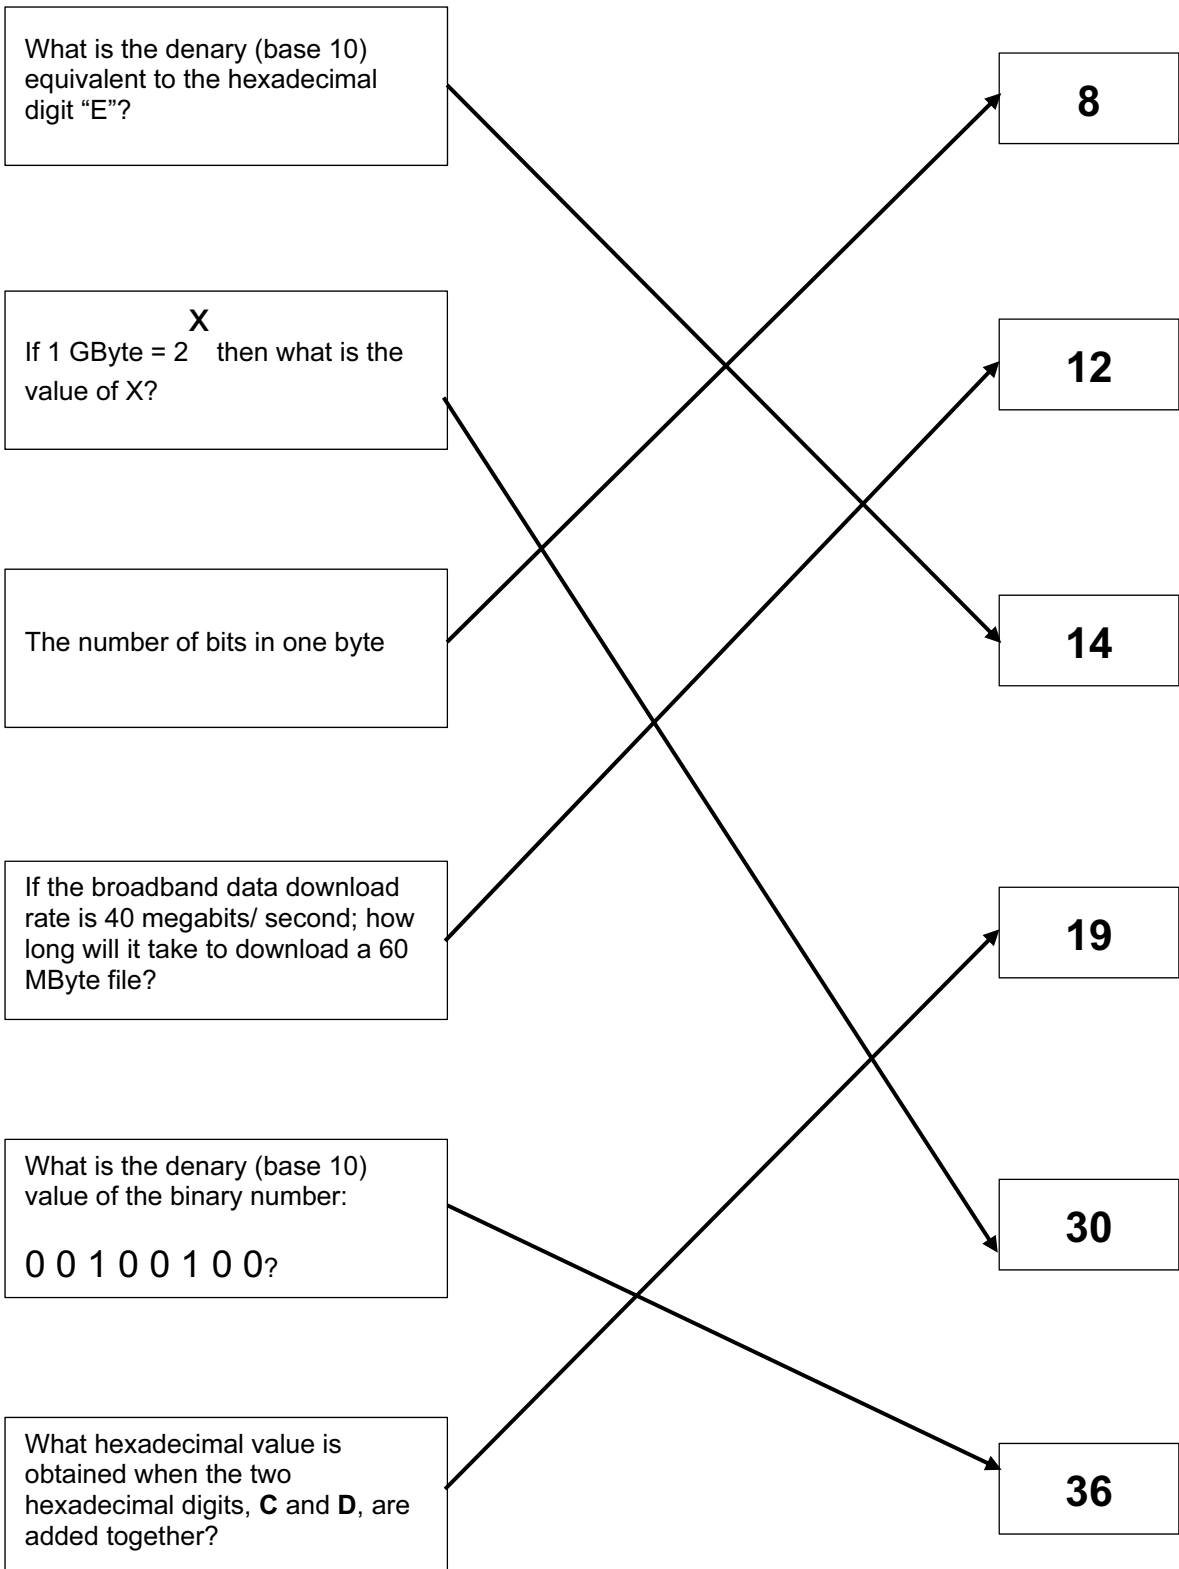 What is the denary (base 10)
equivalent to the hexadecimal
digit “E”?
8
X
If 1 GByte = 2 then what is the
value of X?
12
The number of bits in one byte
14
If the broadband data download
rate is 40 megabits/ second; how
long will it take to download a 60
MByte file?
19
What is the denary (base 10)
value of the binary number:
0 0 1 0 0 1 0 0?
30
What hexadecimal value is
obtained when the two
hexadecimal digits, C and D, are
added together?
36